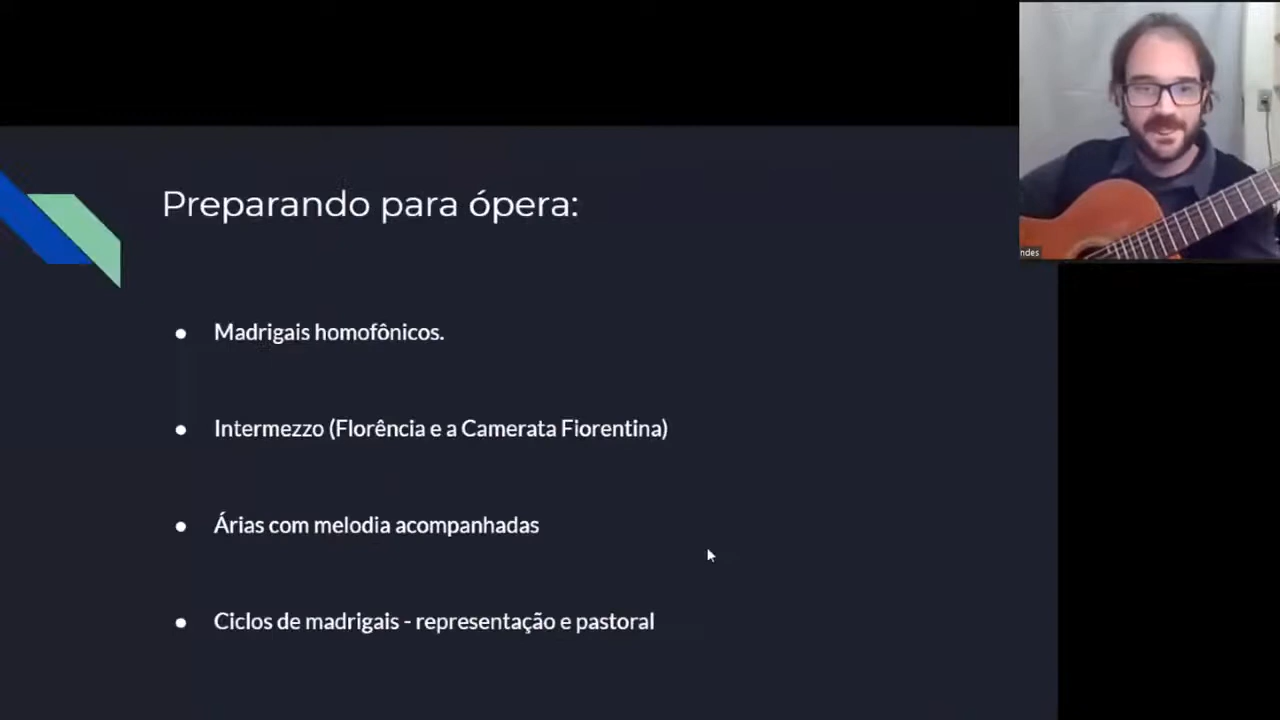 Preparando para ópera:
ndes
● Madrigais homofônicos.
● Intermezzo (Florência e a Camerata Fiorentina)
● Árias com melodia acompanhadas
● Ciclos de madrigais - representação e pastoral